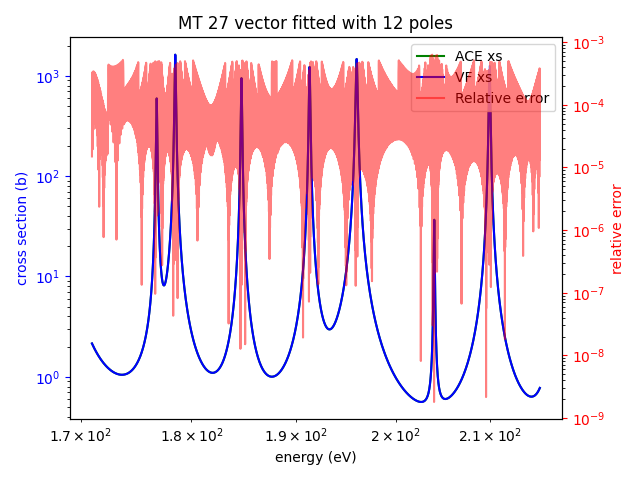 MT 27 vector fitted with 12 poles
ACE xs
VF xs
Relative error
cross section (b)
10³
10²
10¹
10⁰
10⁻³
10⁻⁴
10⁻⁵
10⁻⁶
10⁻⁷
10⁻⁸
10⁻⁹
relative error
1.7 × 10² 1.8 × 10² 1.9 × 10² 2 × 10² 2.1 × 10²
energy (eV)